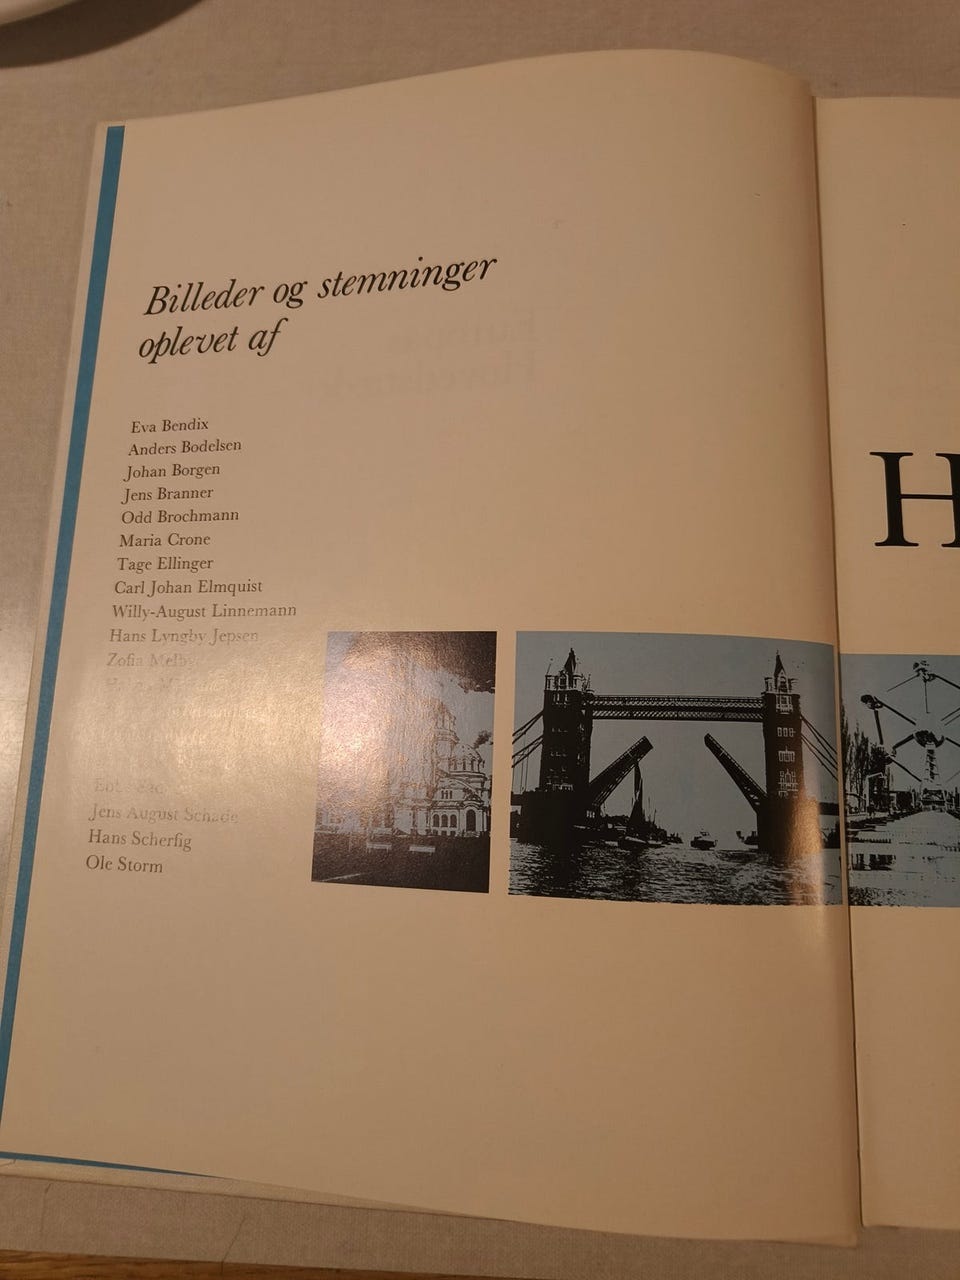 Billeder og stemninger
oplevet af
Eva Bendix
Anders Bodelsen
Johan Borgen
Jens Branner
Odd Brochmann
Maria Crone
Tage Ellinger
Carl Johan Elmquist
Willy-August Linnemann
Hans Lyngby Jepsen
Zofia
Jens August Schade
Hans Scherfig
Ole Storm
H